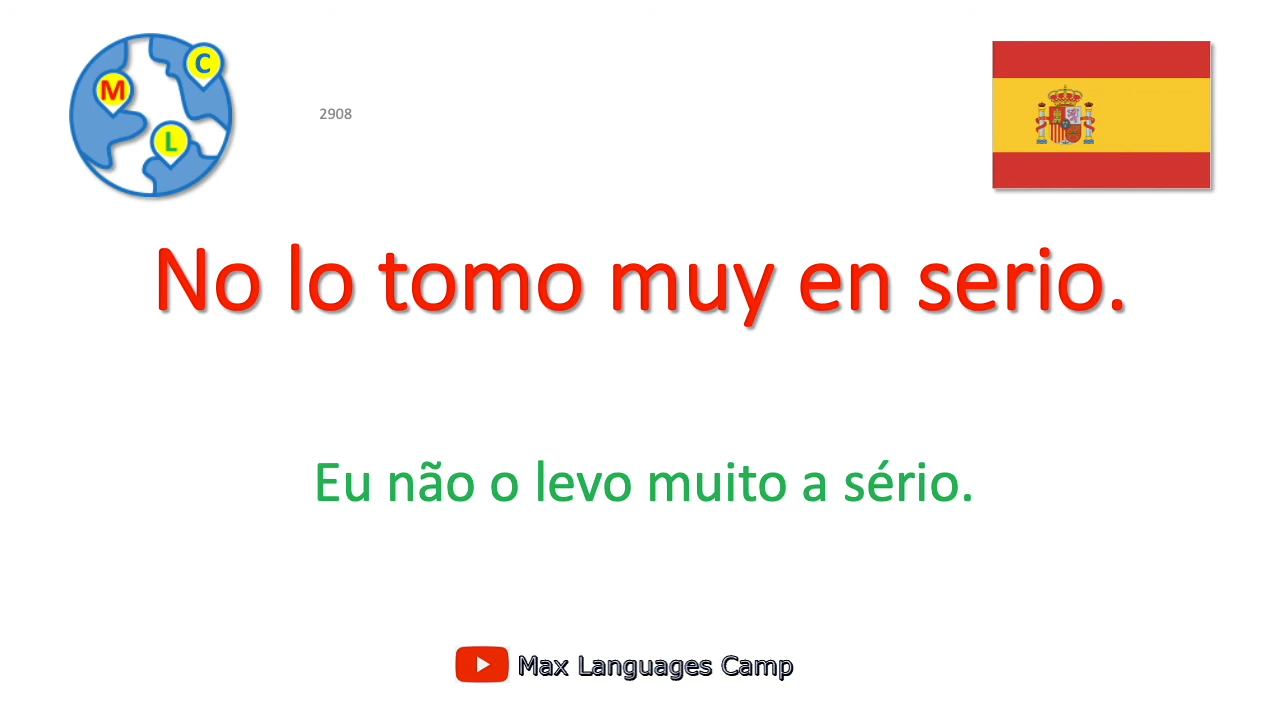 M
C
L
2908
No lo tomo muy en serio.
Eu não o levo muito a sério.
Max Languages Camp